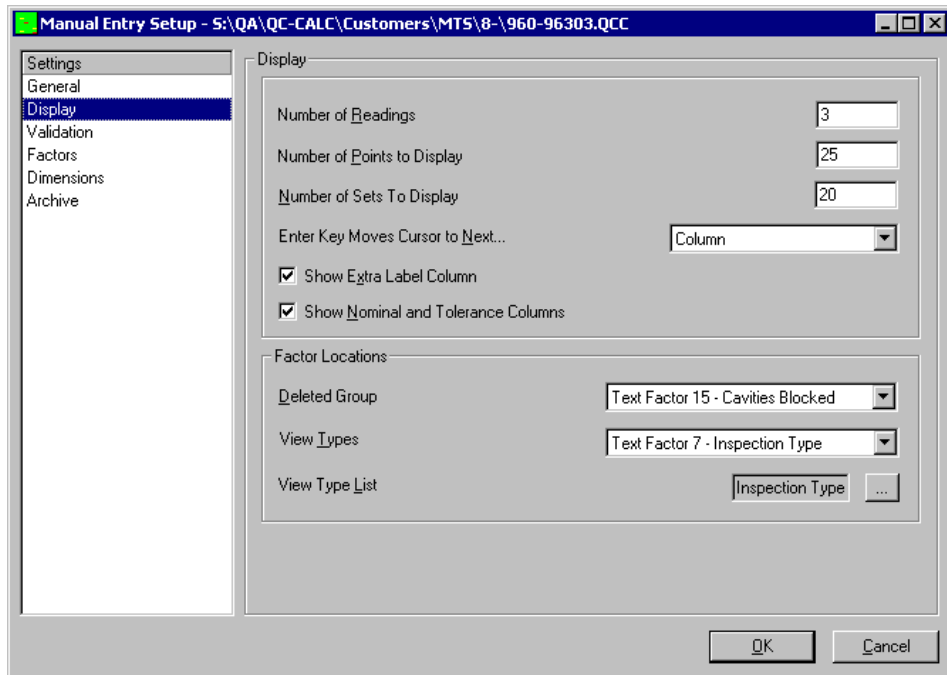 Manual Entry Setup - S:\QA\QC-CALC\Customers\MTS\8-\960-96303.QCC
Settings
General
Display
Validation
Factors
Dimensions
Archive
Display
Number of Readings 3
Number of Points to Display 25
Number of Sets To Display 20
Enter Key Moves Cursor to Next... Column
Show Extra Label Column
Show Nominal and Tolerance Columns
Factor Locations
Deleted Group Text Factor 15 - Cavities Blocked
View Types Text Factor 7 - Inspection Type
View Type List Inspection Type ...
OK Cancel